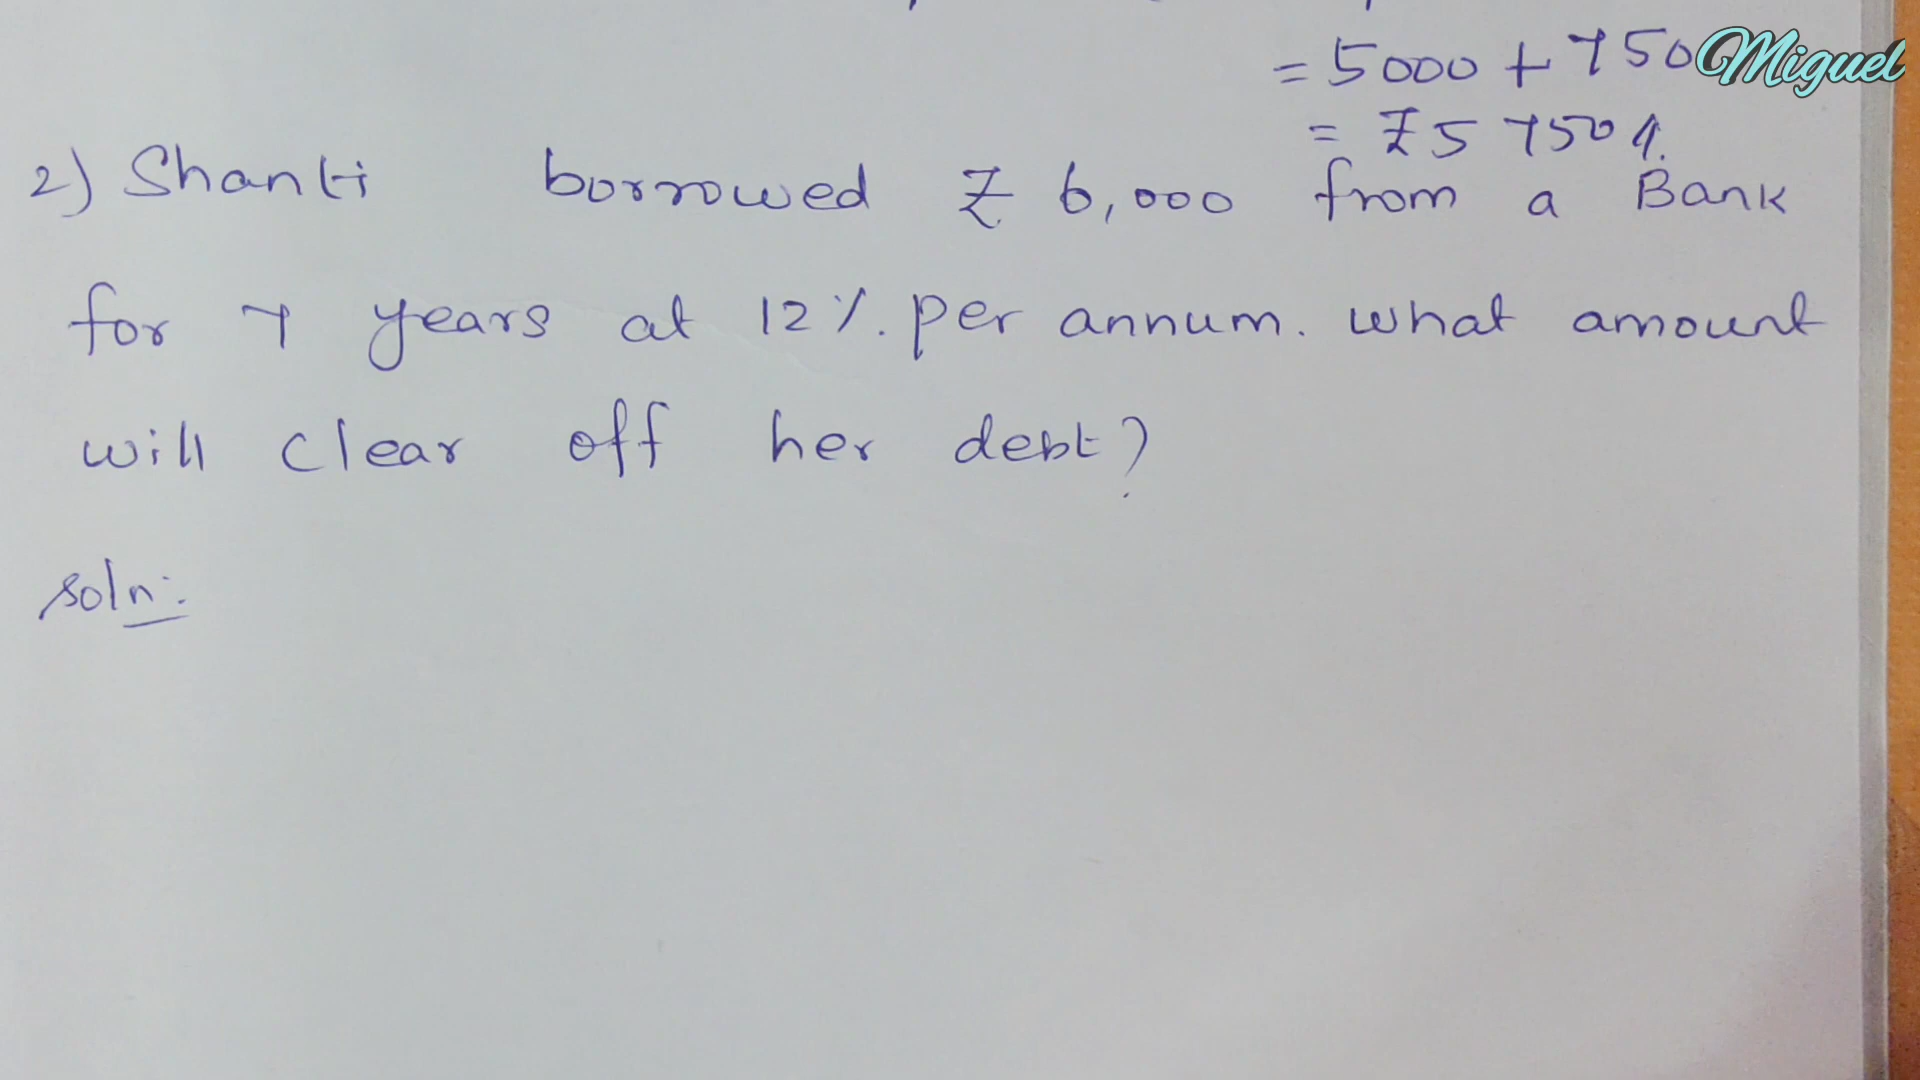 = 5000 + 750
Miguel
= ₹5750/.
2) Shanti borrowed ₹ 6,000 from a Bank
for 7 years at 12%. per annum. what amount
will clear off her debt?
soln: